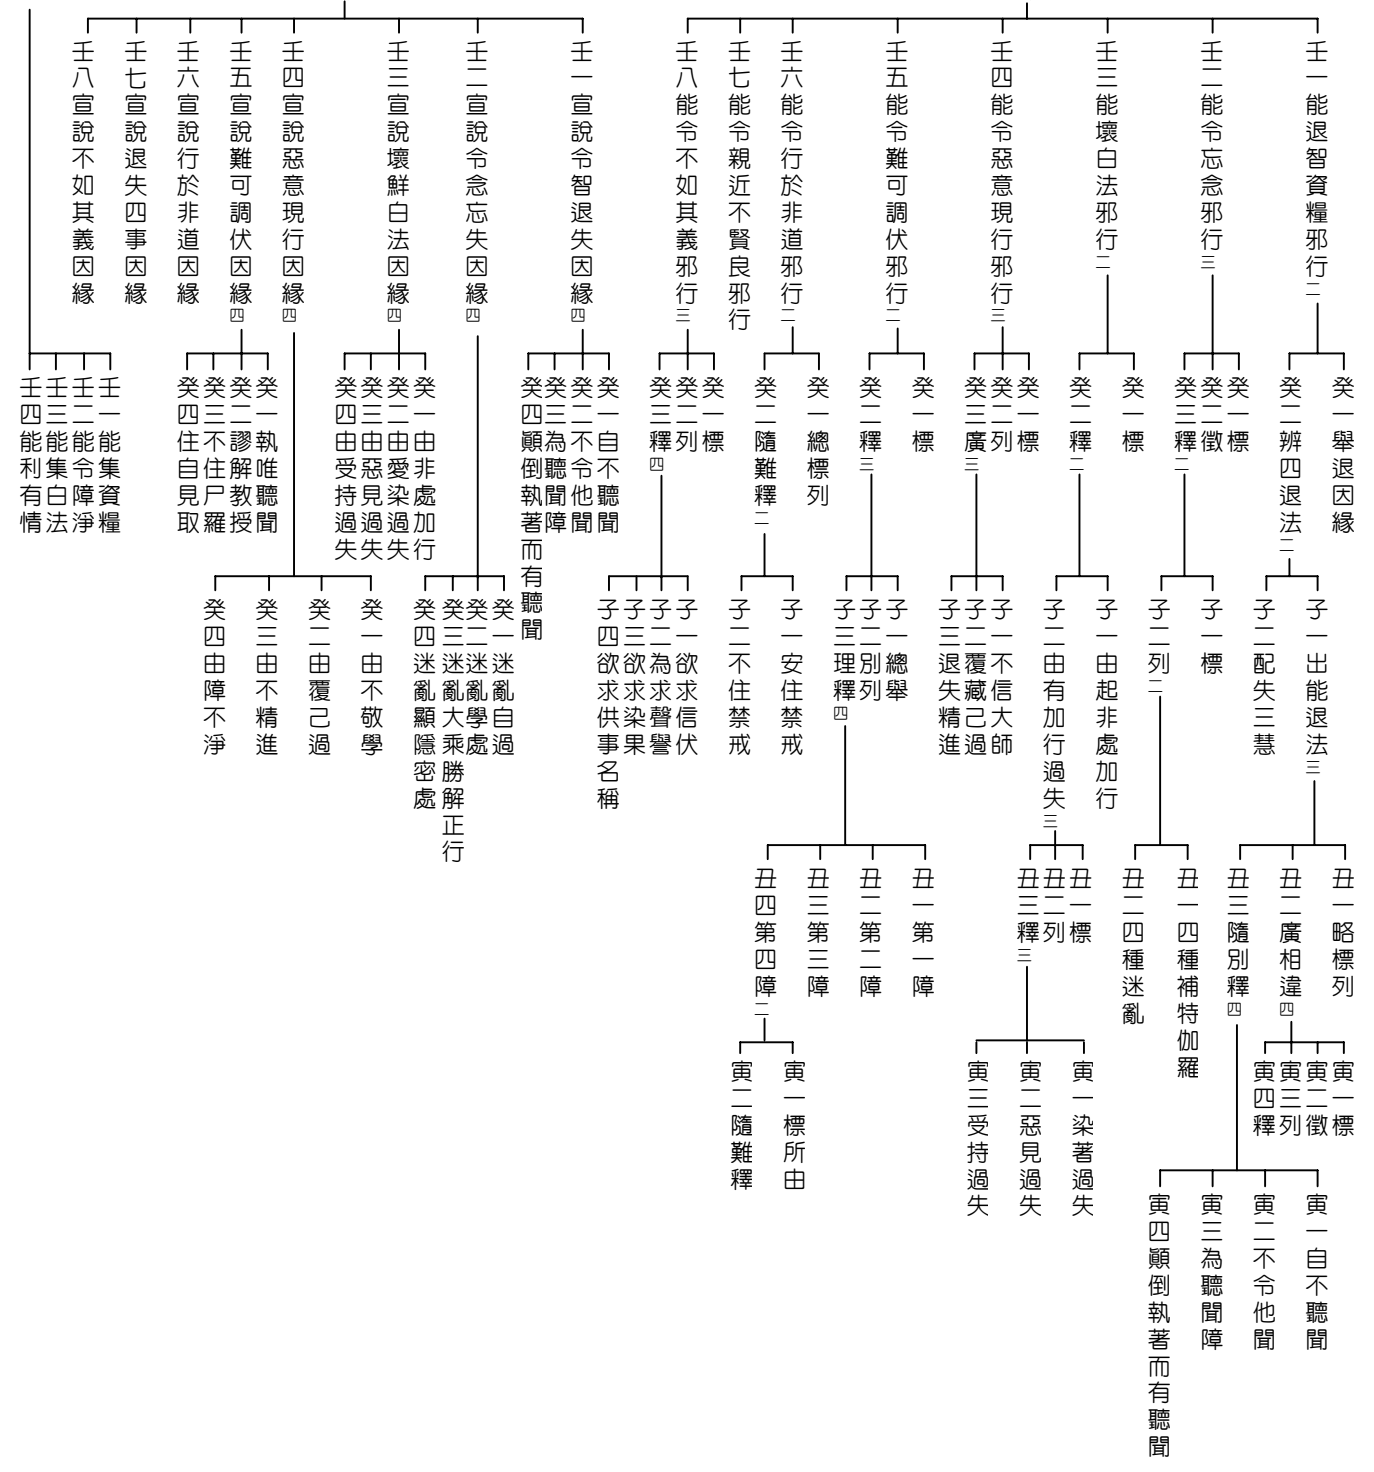 壬一能退智資糧邪行二
癸一舉退因緣
癸二辨四退法二
子一出能退法三
丑一略標列
丑二廣相違四
寅一標
寅二徵
寅三列
寅四釋
丑三隨別釋四
寅一自不聽聞
寅二不令他聞
寅三為聽聞障
寅四顚倒執著而有聽聞
子二配失三慧
壬二能令忘念邪行三
癸一標
癸二徵
癸三釋二
子一標
子二列二
丑一四種補特伽羅
丑二四種迷亂
壬三能壞白法邪行二
癸一標
癸二釋二
子一由起非處加行
子二由有加行過失三
丑一標
丑二列
丑三釋三
寅一染著過失
寅二惡見過失
寅三受持過失
壬四能令惡意現行邪行三
癸一標
癸二列
癸三廣三
子一不信大師
子二覆藏己過
子三退失精進
壬五能令難可調伏邪行二
癸一標
癸二釋三
子一總舉
子二別列
子三理釋四
丑一第一障
丑二第二障
丑三第三障
丑四第四障二
寅一標所由
寅二隨難釋
壬六能令行於非道邪行二
癸一總標列
癸二隨難釋二
子一安住禁戒
子二不住禁戒
壬七能令親近不賢良邪行
壬八能令不如其義邪行三
癸一標
癸二列
癸三釋四
子一欲求信伏
子二為求聲譽
子三欲求染果
子四欲求供事名稱
壬一宣說令智退失因緣四
癸一自不聽聞
癸二不令他聞
癸三為聽聞障
癸四顚倒執著而有聽聞
壬二宣說令念忘失因緣四
癸一迷亂自過
癸二迷亂學處
癸三迷亂大乘勝解正行
癸四迷亂顯隱密處
壬三宣說壞鮮白法因緣四
癸一由非處加行
癸二由愛染過失
癸三由惡見過失
癸四由受持過失
壬四宣說惡意現行因緣四
癸一由不敬學
癸二由覆己過
癸三由不精進
癸四由障不淨
壬五宣說難可調伏因緣四
癸一執唯聽聞
癸二謬解教授
癸三不住尸羅
癸四住自見取
壬六宣說行於非道因緣
壬七宣說退失四事因緣
壬八宣說不如其義因緣
壬一能集資糧
壬二能令障淨
壬三能集白法
壬四能利有情